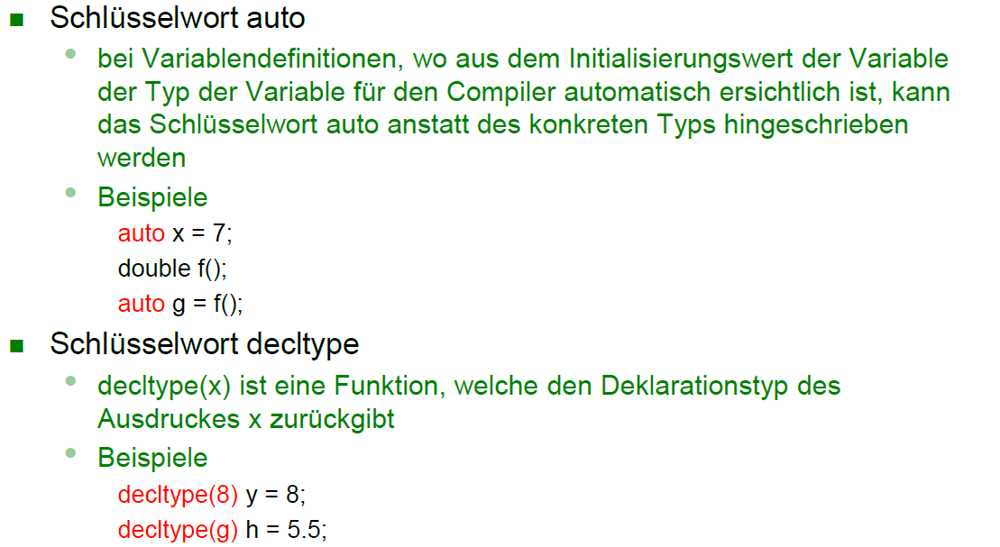 Schlüsselwort auto
bei Variablendefinitionen, wo aus dem Initialisierungswert der Variable
der Typ der Variable für den Compiler automatisch ersichtlich ist, kann
das Schlüsselwort auto anstatt des konkreten Typs hingeschrieben
werden
Beispiele
auto x = 7;
double f();
auto g = f();
Schlüsselwort decltype
decltype(x) ist eine Funktion, welche den Deklarationstyp des
Ausdruckes x zurückgibt
Beispiele
decltype(8) y = 8;
decltype(g) h = 5.5;